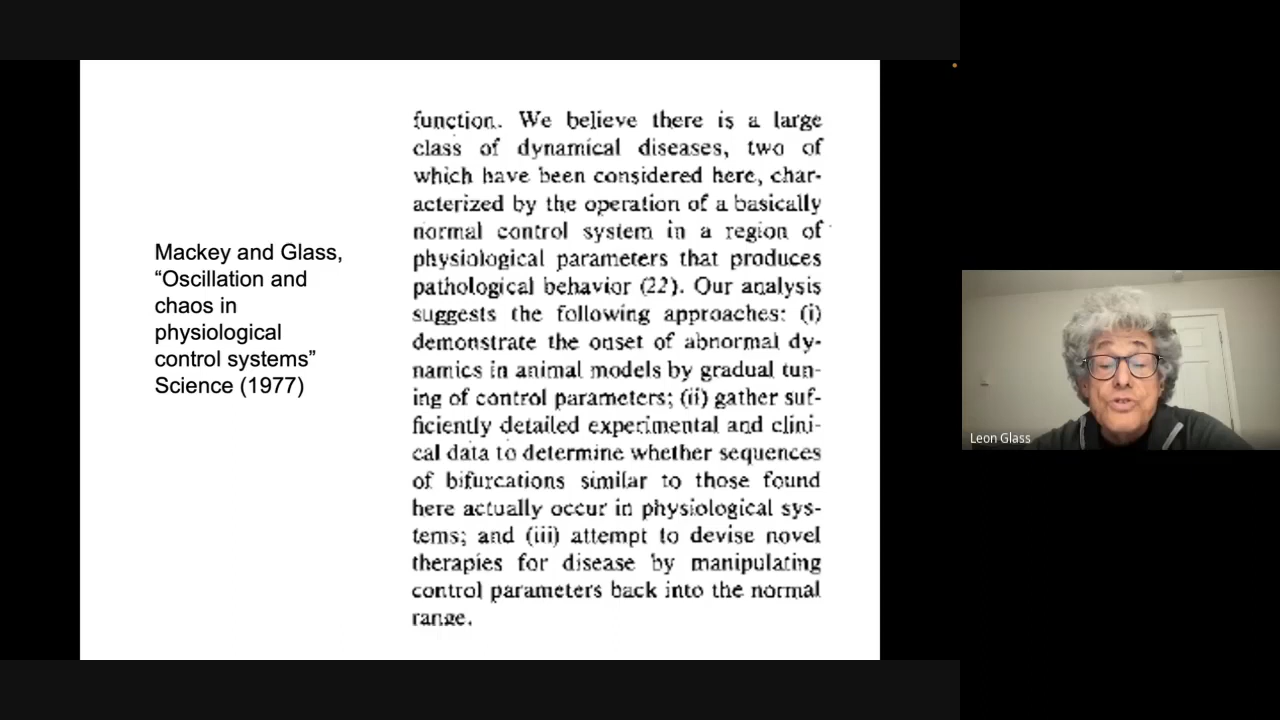 Mackey and Glass,
“Oscillation and
chaos in
physiological
control systems”
Science (1977)
function. We believe there is a large
class of dynamical diseases, two of
which have been considered here, char-
acterized by the operation of a basically
normal control system in a region of
physiological parameters that produces
pathological behavior (22). Our analysis
suggests the following approaches: (i)
demonstrate the onset of abnormal dy-
namics in animal models by gradual tun-
ing of control parameters; (ii) gather suf-
ficiently detailed experimental and clini-
cal data to determine whether sequences
of bifurcations similar to those found
here actually occur in physiological sys-
tems; and (iii) attempt to devise novel
therapies for disease by manipulating
control parameters back into the normal
range.
Leon Glass